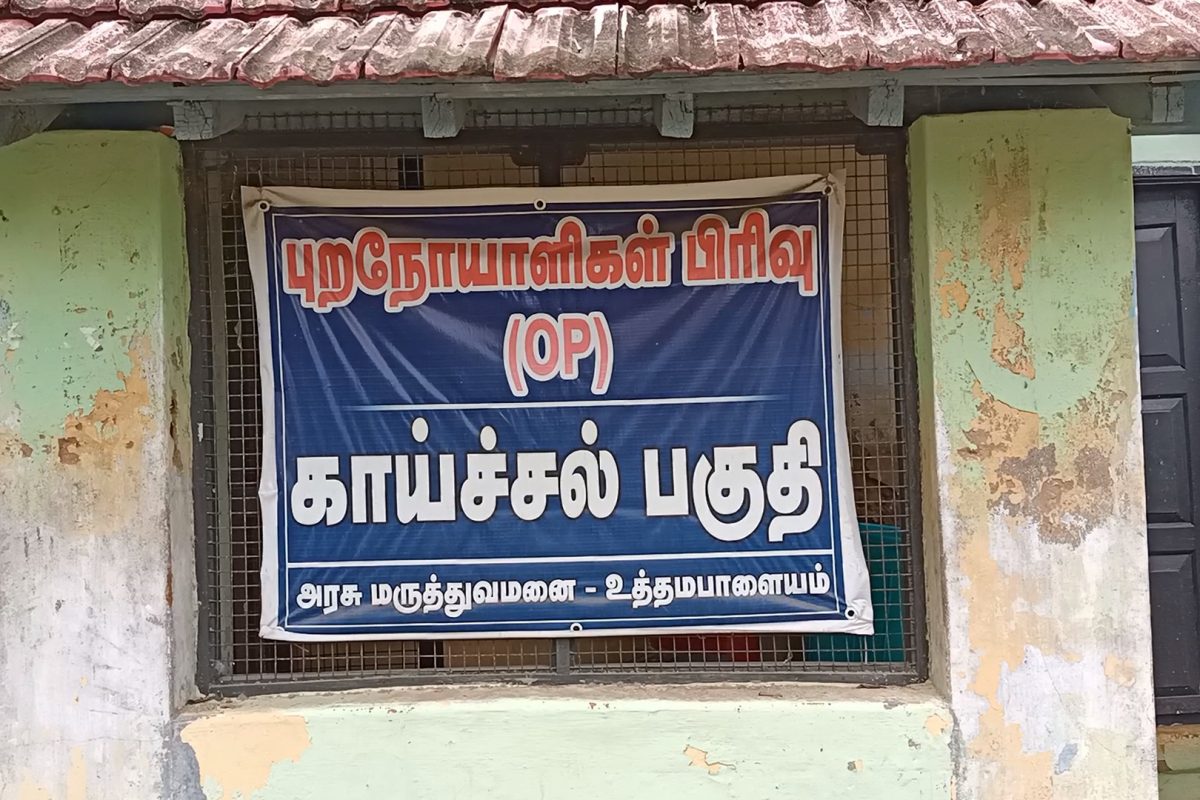 புறநோயாளிகள் பிரிவு
(OP)
காய்ச்சல் பகுதி
அரசு மருத்துவமனை - உத்தமபாளையம்